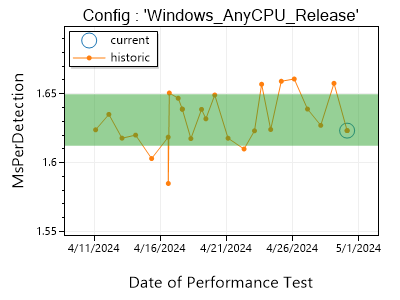 Config : 'Windows_AnyCPU_Release'
current
historic
MsPerDetection
1.65
1.6
1.55
4/11/2024
4/16/2024
4/21/2024
4/26/2024
5/1/2024
Date of Performance Test